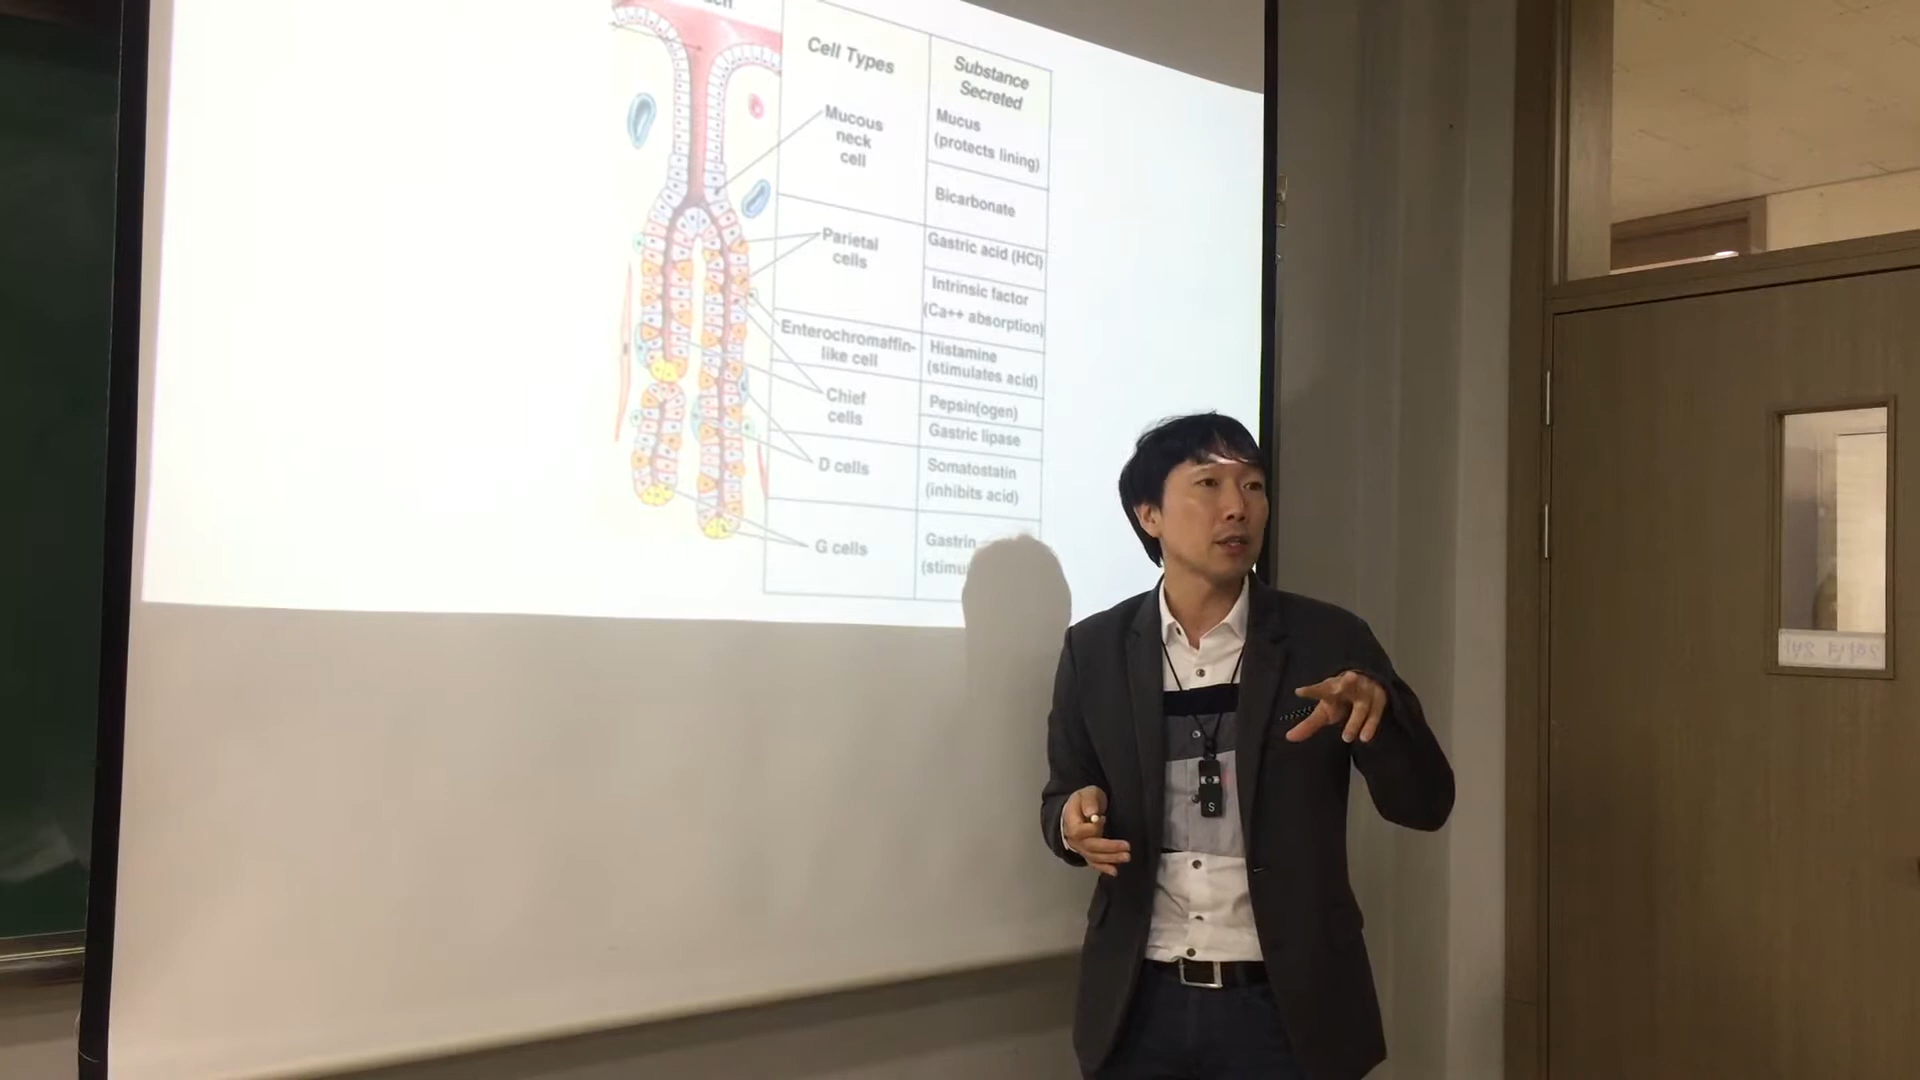 Cell Types
Substance
Secreted
Mucous
neck
cell
Mucus
(protects lining)
Bicarbonate
Parietal
cells
Gastric acid (HCl)
Intrinsic factor
(Ca++ absorption)
Enterochromaffin-
like cell
Histamine
(stimulates acid)
Chief
cells
Pepsin(ogen)
Gastric lipase
D cells
Somatostatin
(inhibits acid)
G cells
Gastrin
(stimu
S